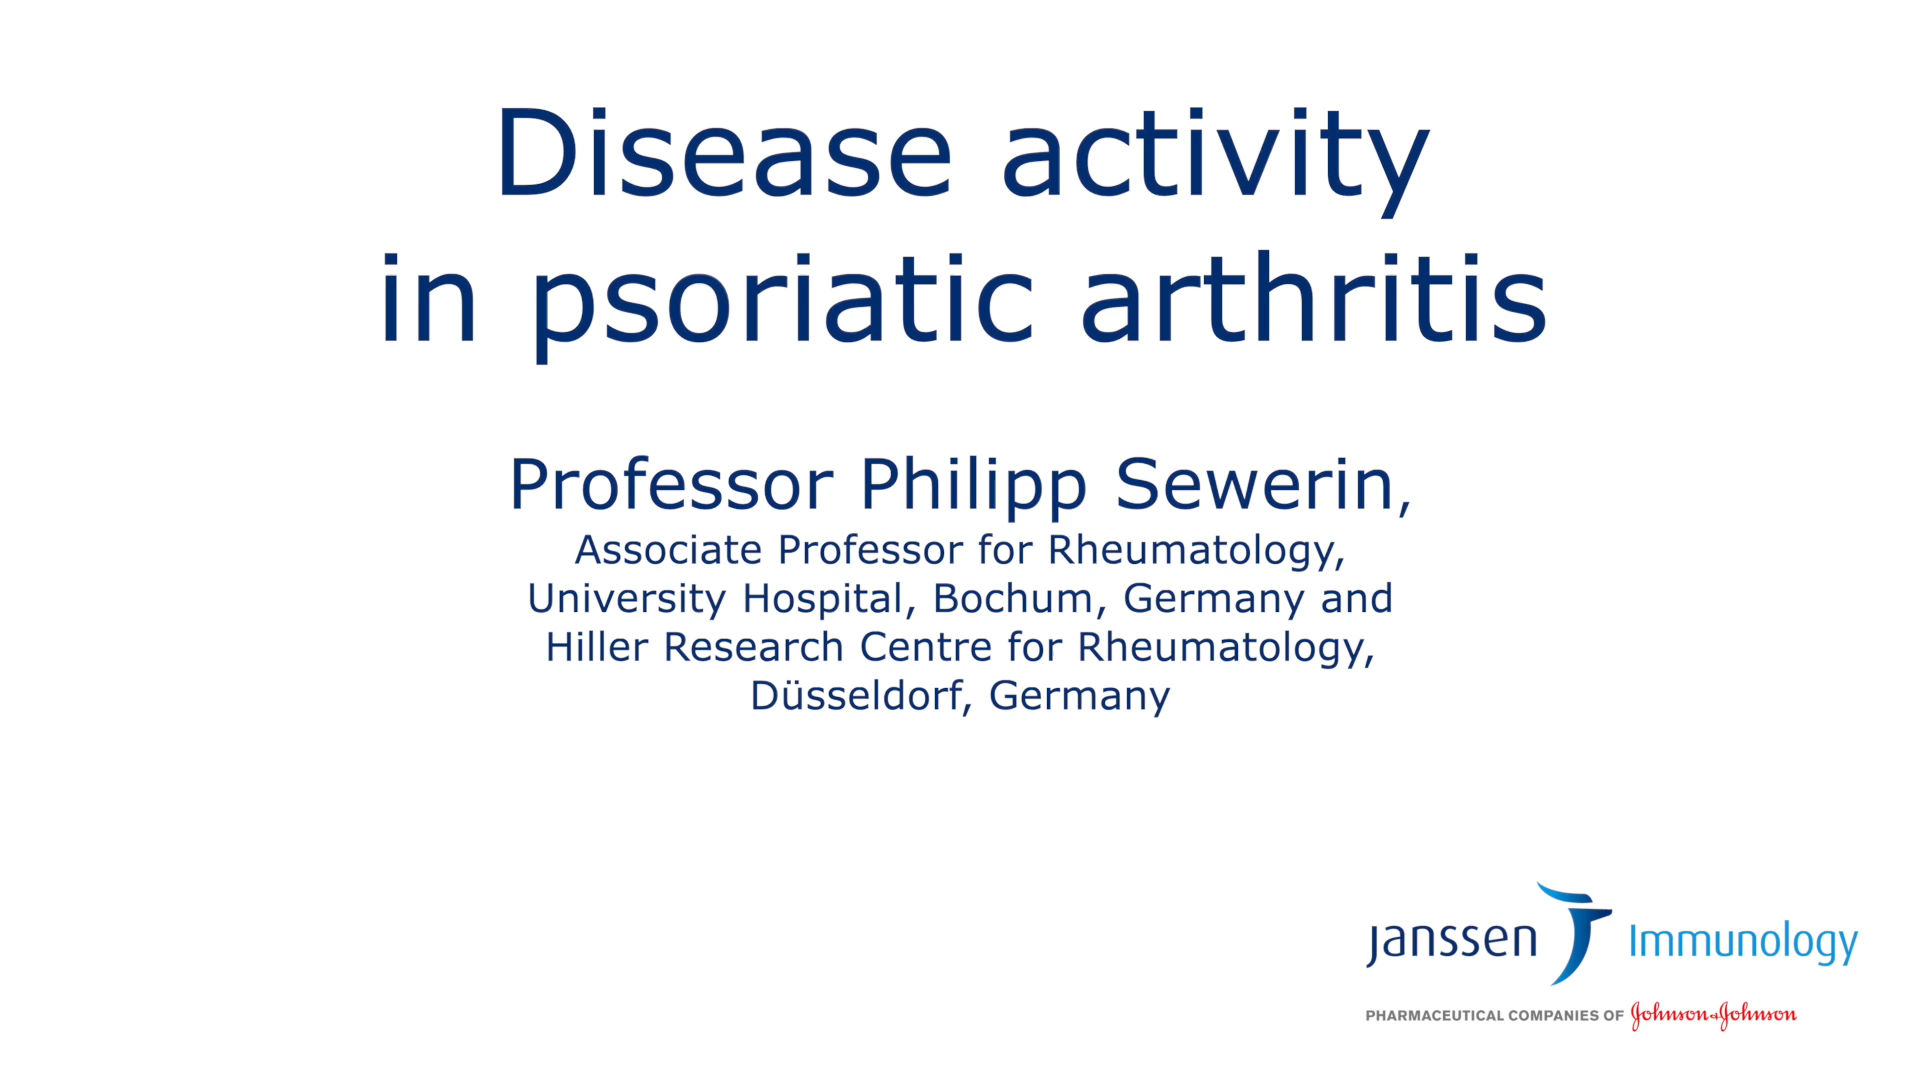 Disease activity
in psoriatic arthritis
Professor Philipp Sewerin,
Associate Professor for Rheumatology,
University Hospital, Bochum, Germany and
Hiller Research Centre for Rheumatology,
Düsseldorf, Germany
janssen Immunology
PHARMACEUTICAL COMPANIES OF Johnson & Johnson